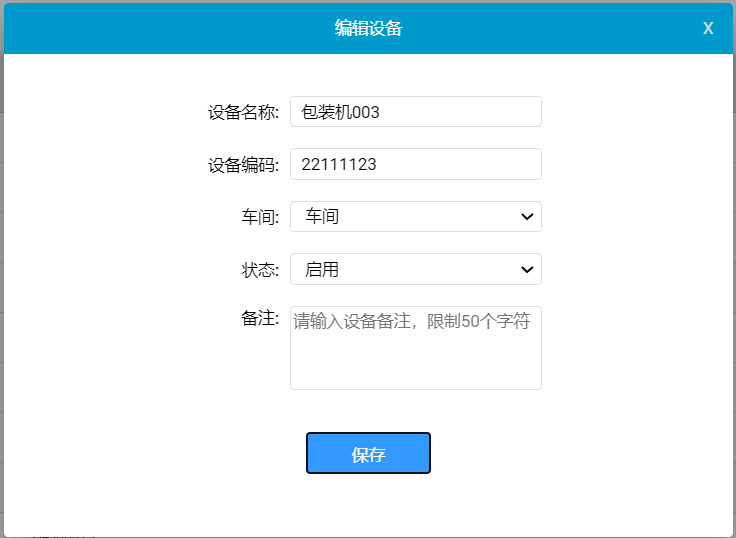 编辑设备 X
设备名称: 包装机003
设备编码: 22111123
车间: 车间
状态: 启用
备注: 请输入设备备注，限制50个字符
保存